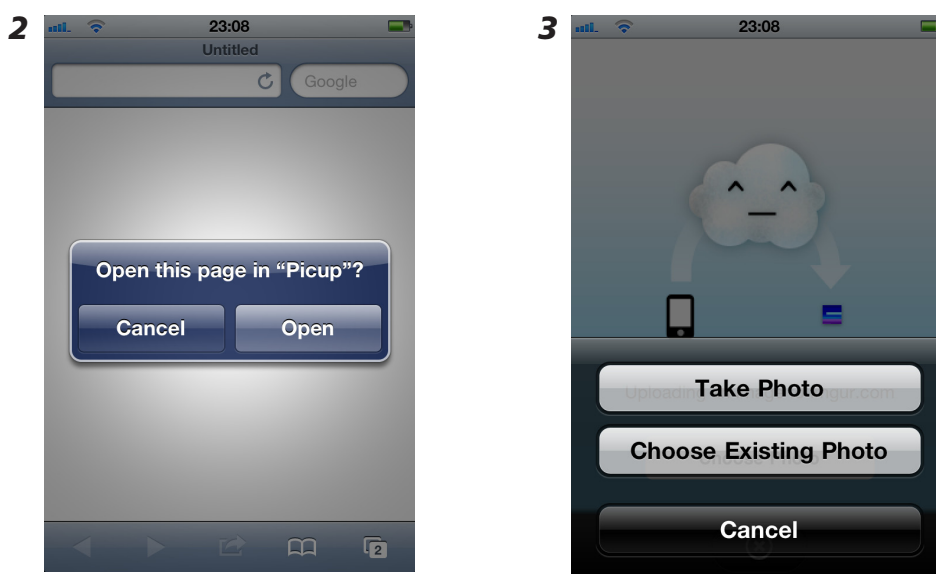 2
23:08
Untitled
Google
Open this page in “Picup”?
Cancel
Open
2
3
23:08
Take Photo
Choose Existing Photo
Cancel